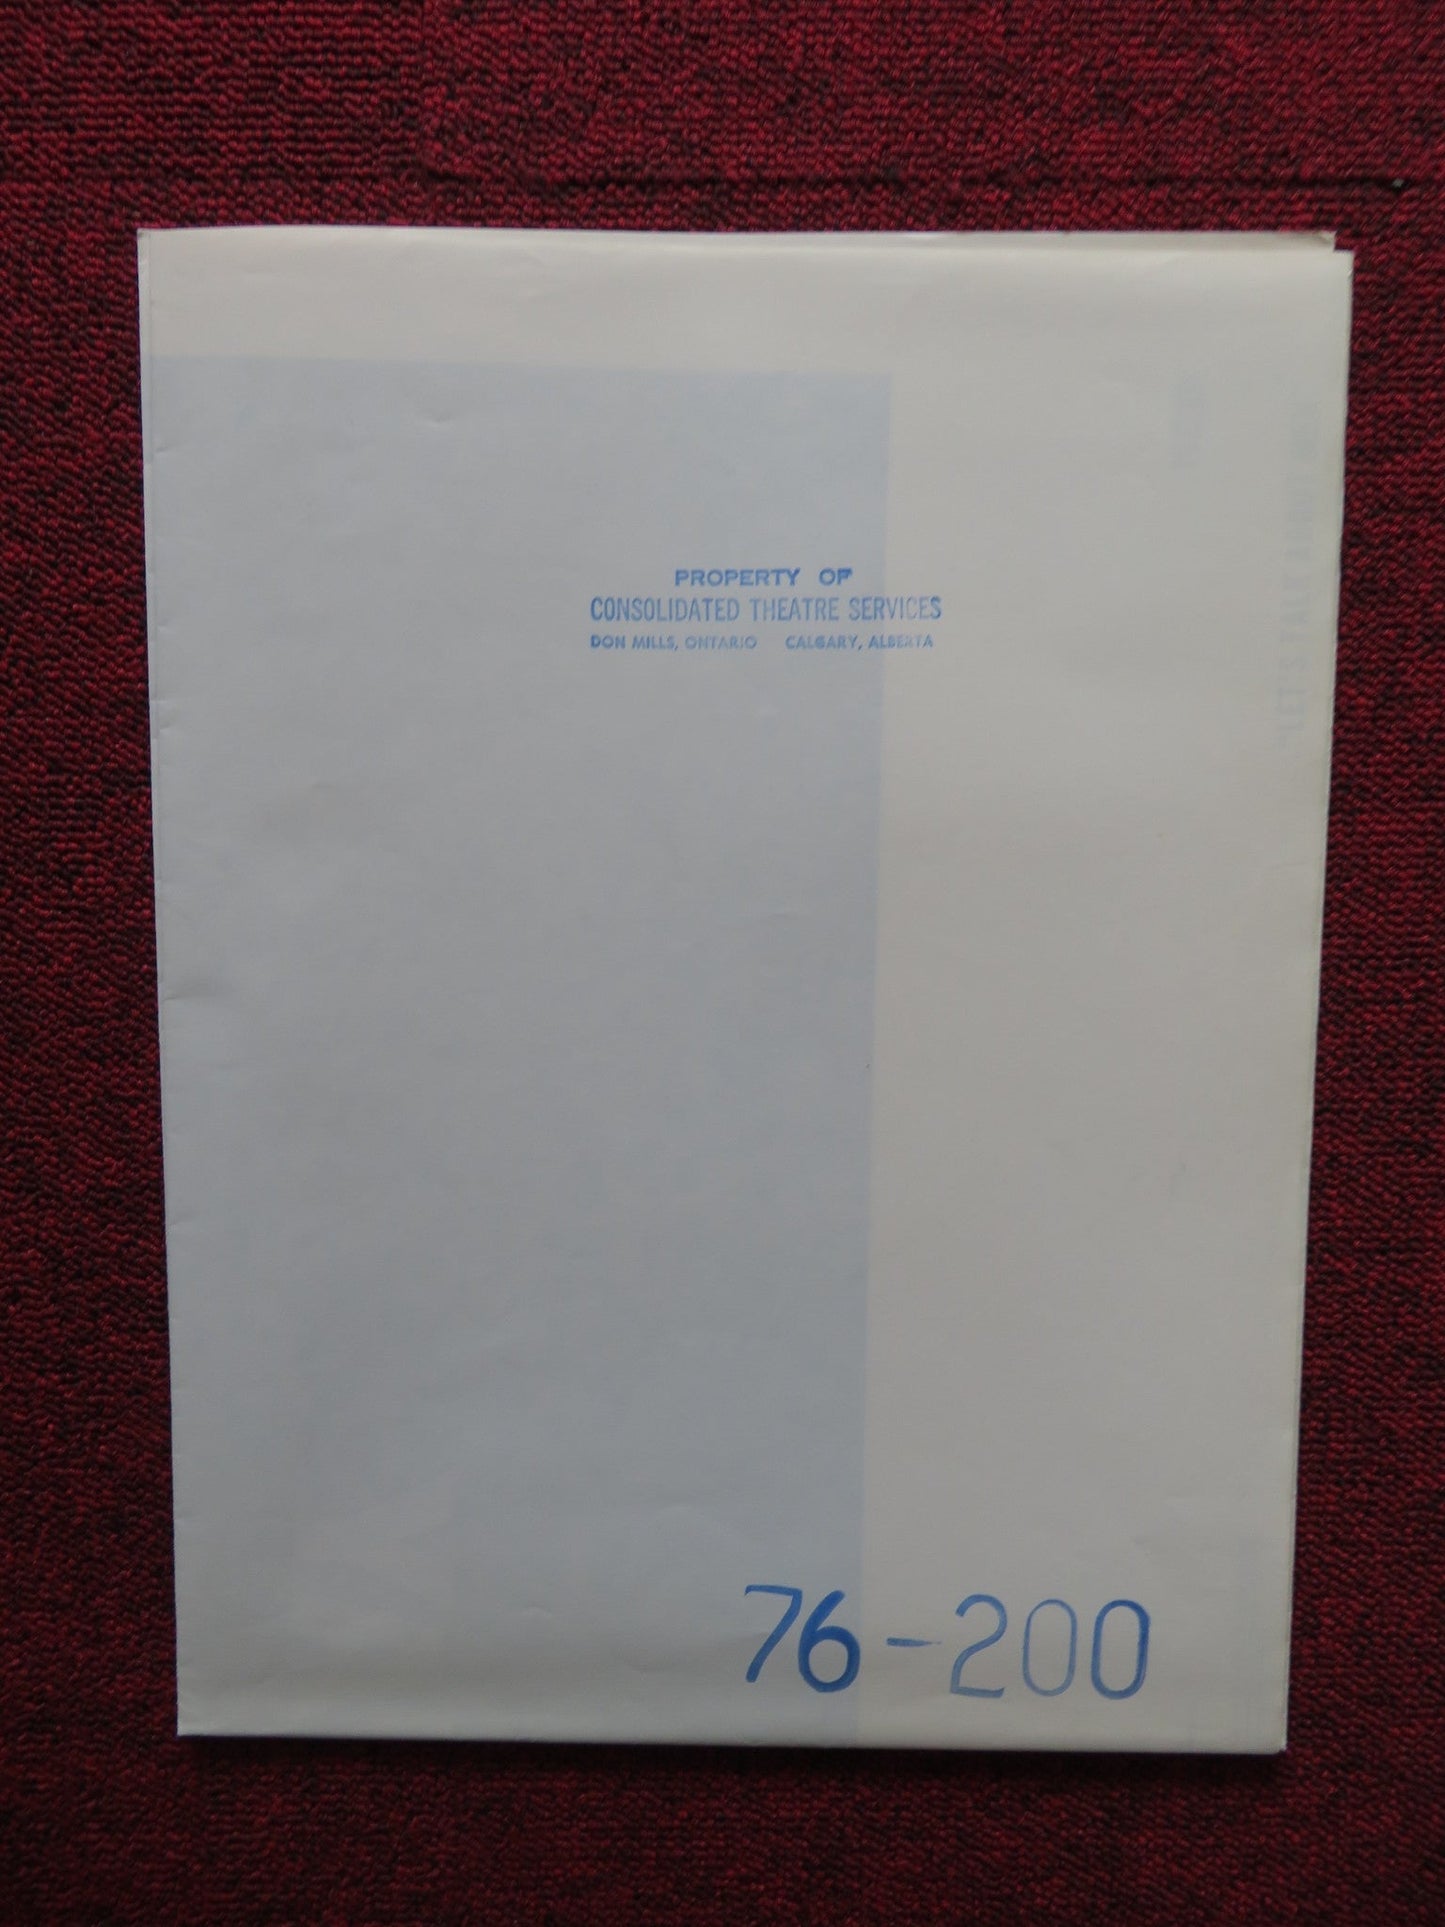 PROPERTY OF
CONSOLIDATED THEATRE SERVICES
DON MILLS, ONTARIO CALGARY, ALBERTA
76-200